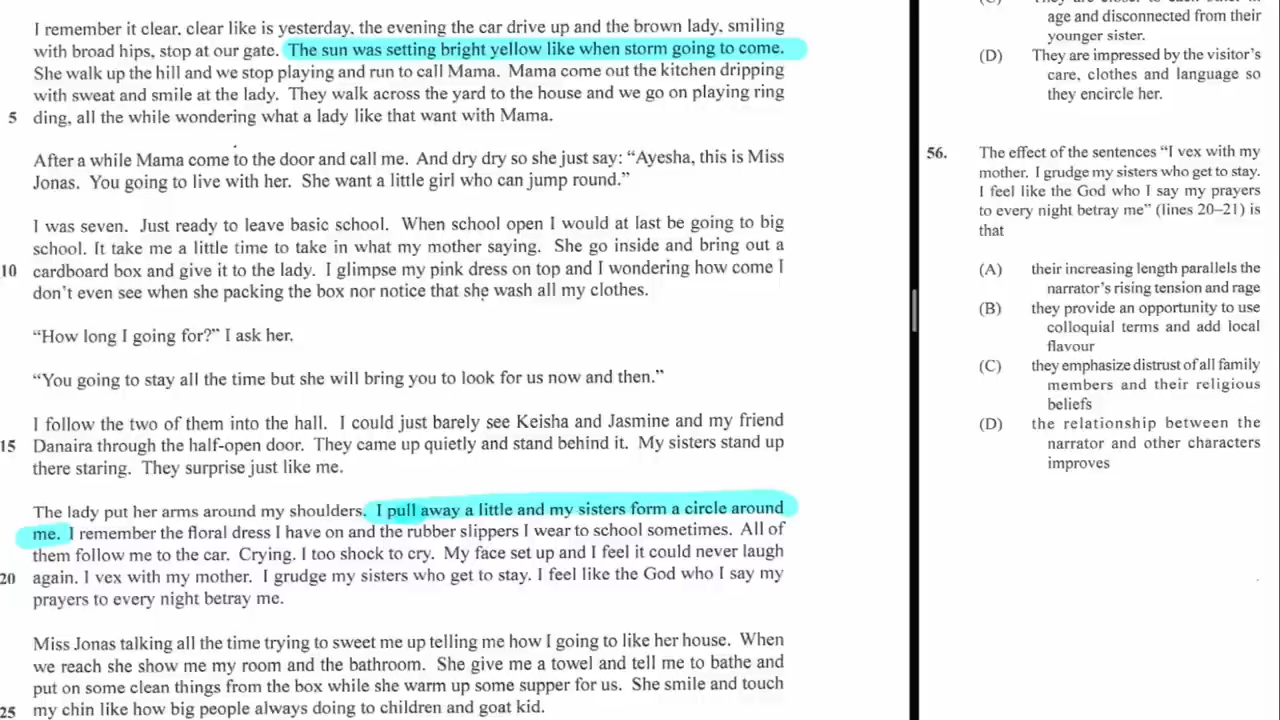 I remember it clear, clear like is yesterday, the evening the car drive up and the brown lady, smiling
with broad hips, stop at our gate. The sun was setting bright yellow like when storm going to come.
She walk up the hill and we stop playing and run to call Mama. Mama come out the kitchen dripping
with sweat and smile at the lady. They walk across the yard to the house and we go on playing ring
5 ding, all the while wondering what a lady like that want with Mama.
After a while Mama come to the door and call me. And dry dry so she just say: “Ayesha, this is Miss
Jonas. You going to live with her. She want a little girl who can jump round.”
I was seven. Just ready to leave basic school. When school open I would at last be going to big
school. It take me a little time to take in what my mother saying. She go inside and bring out a
10 cardboard box and give it to the lady. I glimpse my pink dress on top and I wondering how come I
don’t even see when she packing the box nor notice that she wash all my clothes.
“How long I going for?” I ask her.
“You going to stay all the time but she will bring you to look for us now and then.”
I follow the two of them into the hall. I could just barely see Keisha and Jasmine and my friend
15 Danaira through the half-open door. They came up quietly and stand behind it. My sisters stand up
there staring. They surprise just like me.
The lady put her arms around my shoulders. I pull away a little and my sisters form a circle around
me. I remember the floral dress I have on and the rubber slippers I wear to school sometimes. All of
them follow me to the car. Crying. I too shock to cry. My face set up and I feel it could never laugh
20 again. I vex with my mother. I grudge my sisters who get to stay. I feel like the God who I say my
prayers to every night betray me.
Miss Jonas talking all the time trying to sweet me up telling me how I going to like her house. When
we reach she show me my room and the bathroom. She give me a towel and tell me to bathe and
put on some clean things from the box while she warm up some supper for us. She smile and touch
25 my chin like how big people always doing to children and goat kid.
age and disconnected from their
younger sister.
(D) They are impressed by the visitor’s
care, clothes and language so
they encircle her.
56. The effect of the sentences “I vex with my
mother. I grudge my sisters who get to stay.
I feel like the God who I say my prayers
to every night betray me” (lines 20–21) is
that
(A) their increasing length parallels the
narrator’s rising tension and rage
(B) they provide an opportunity to use
colloquial terms and add local
flavour
(C) they emphasize distrust of all family
members and their religious
beliefs
(D) the relationship between the
narrator and other characters
improves